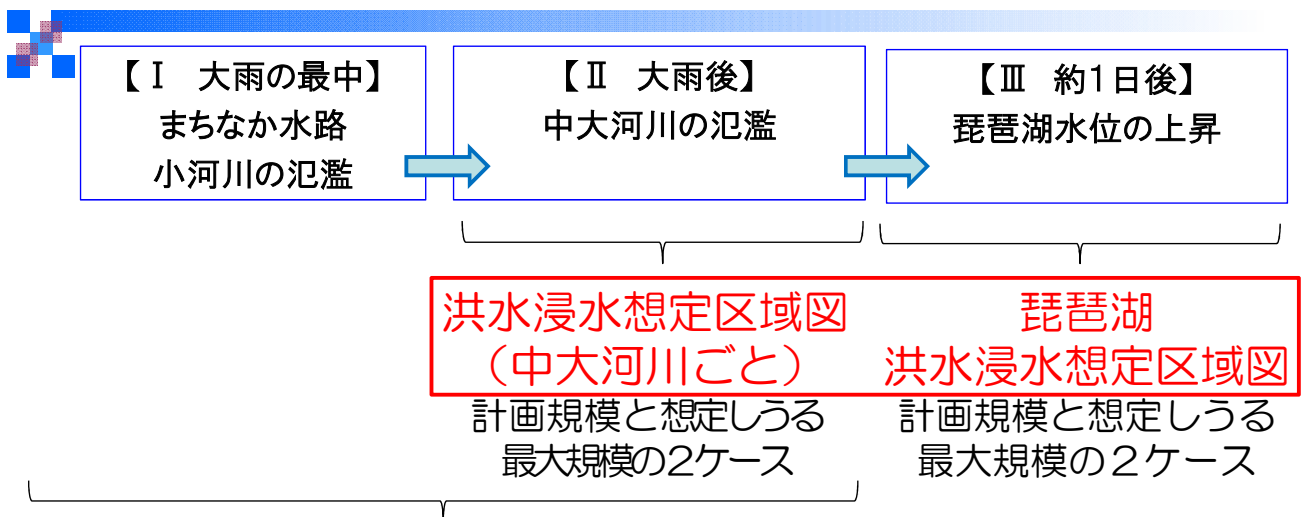 【Ⅰ 大雨の最中】
まちなか水路
小河川の氾濫
【Ⅱ 大雨後】
中大河川の氾濫
【Ⅲ 約1日後】
琵琶湖水位の上昇
洪水浸水想定区域図
（中大河川ごと）
計画規模と想定しうる
最大規模の2ケース
琵琶湖
洪水浸水想定区域図
計画規模と想定しうる
最大規模の２ケース